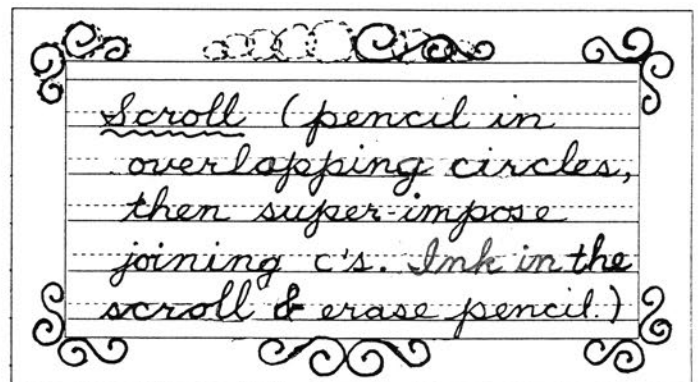 Scroll (pencil in
overlapping circles,
then super-impose
joining c's. Ink in the
scroll & erase pencil.)